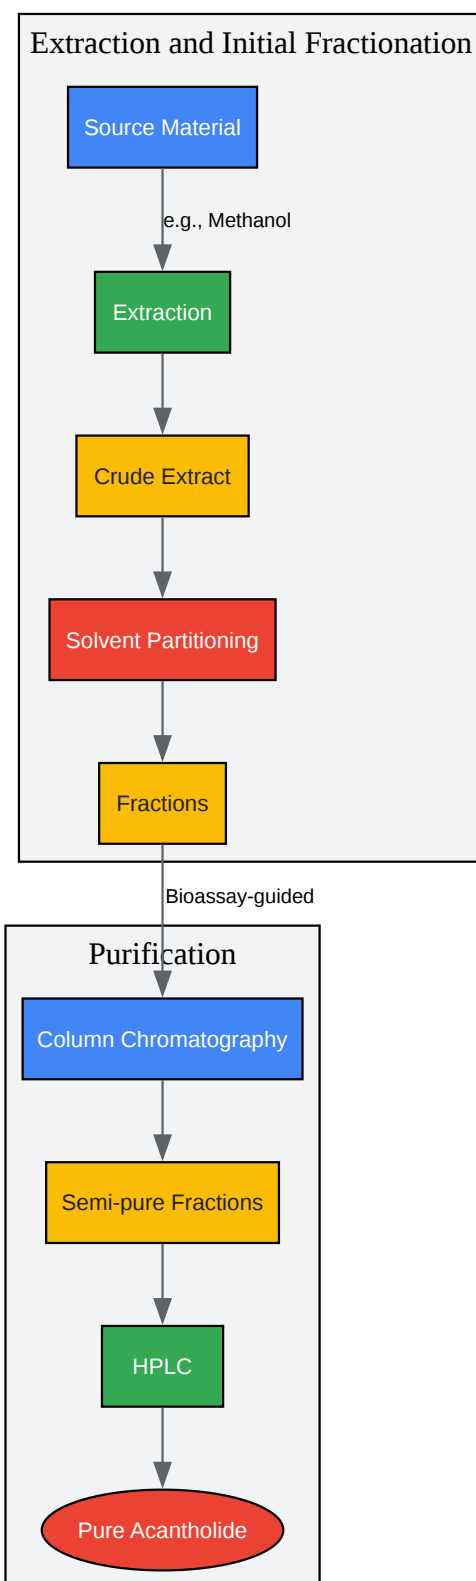 Extraction and Initial Fractionation
Source Material
e.g., Methanol
Extraction
Crude Extract
Solvent Partitioning
Fractions
Bioassay-guided
Purification
Column Chromatography
Semi-pure Fractions
HPLC
Pure Acantholide